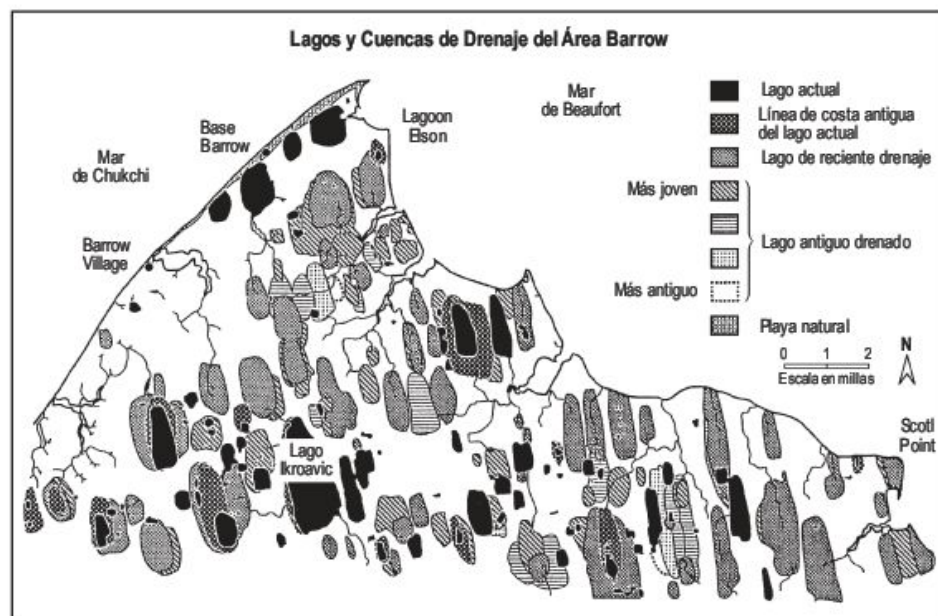 Lagos y Cuencas de Drenaje del Área Barrow
Mar
de Beaufort
Lagoon
Elson
Base
Barrow
Mar
de Chukchi
Barrow
Village
Lago
Ikroavic
Lago actual
Línea de costa antigua
del lago actual
Lago de reciente drenaje
Más joven
Lago antiguo drenado
Más antiguo
Playa natural
0 1 2
Escala en millas
N
Scotl
Point